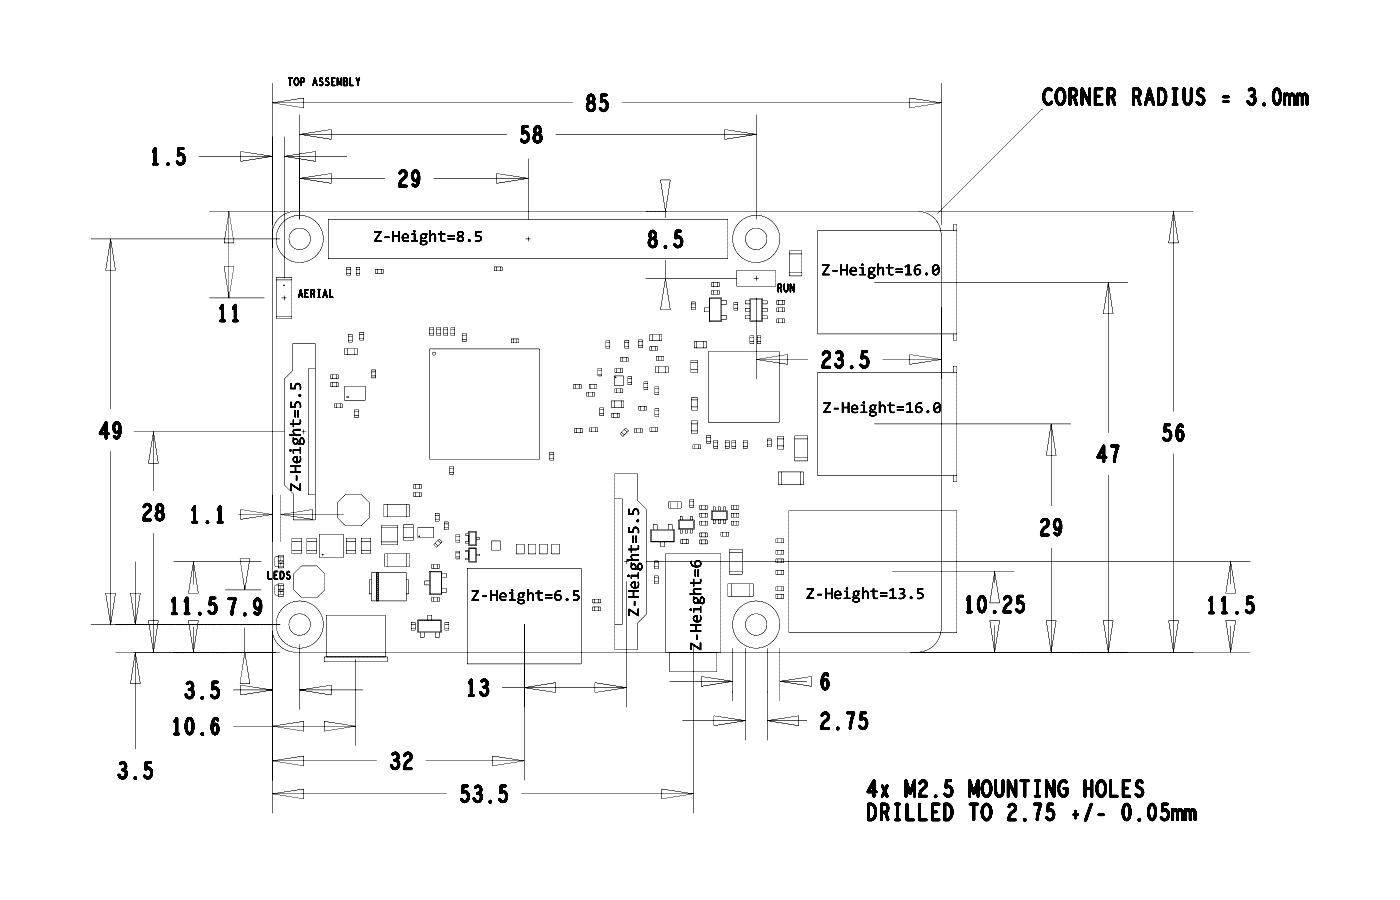 TOP ASSEMBLY
85
CORNER RADIUS = 3.0mm
58
1.5
29
Z-Height=8.5
8.5
Z-Height=16.0
RUN
AERIAL
11
23.5
Z-Height=5.5
Z-Height=16.0
49
56
47
28
1.1
29
Z-Height=5.5
LEDS
11.5
7.9
Z-Height=6.5
Z-Height=6
Z-Height=13.5
10.25
11.5
3.5
13
6
10.6
2.75
3.5
32
53.5
4x M2.5 MOUNTING HOLES
DRILLED TO 2.75 +/- 0.05mm